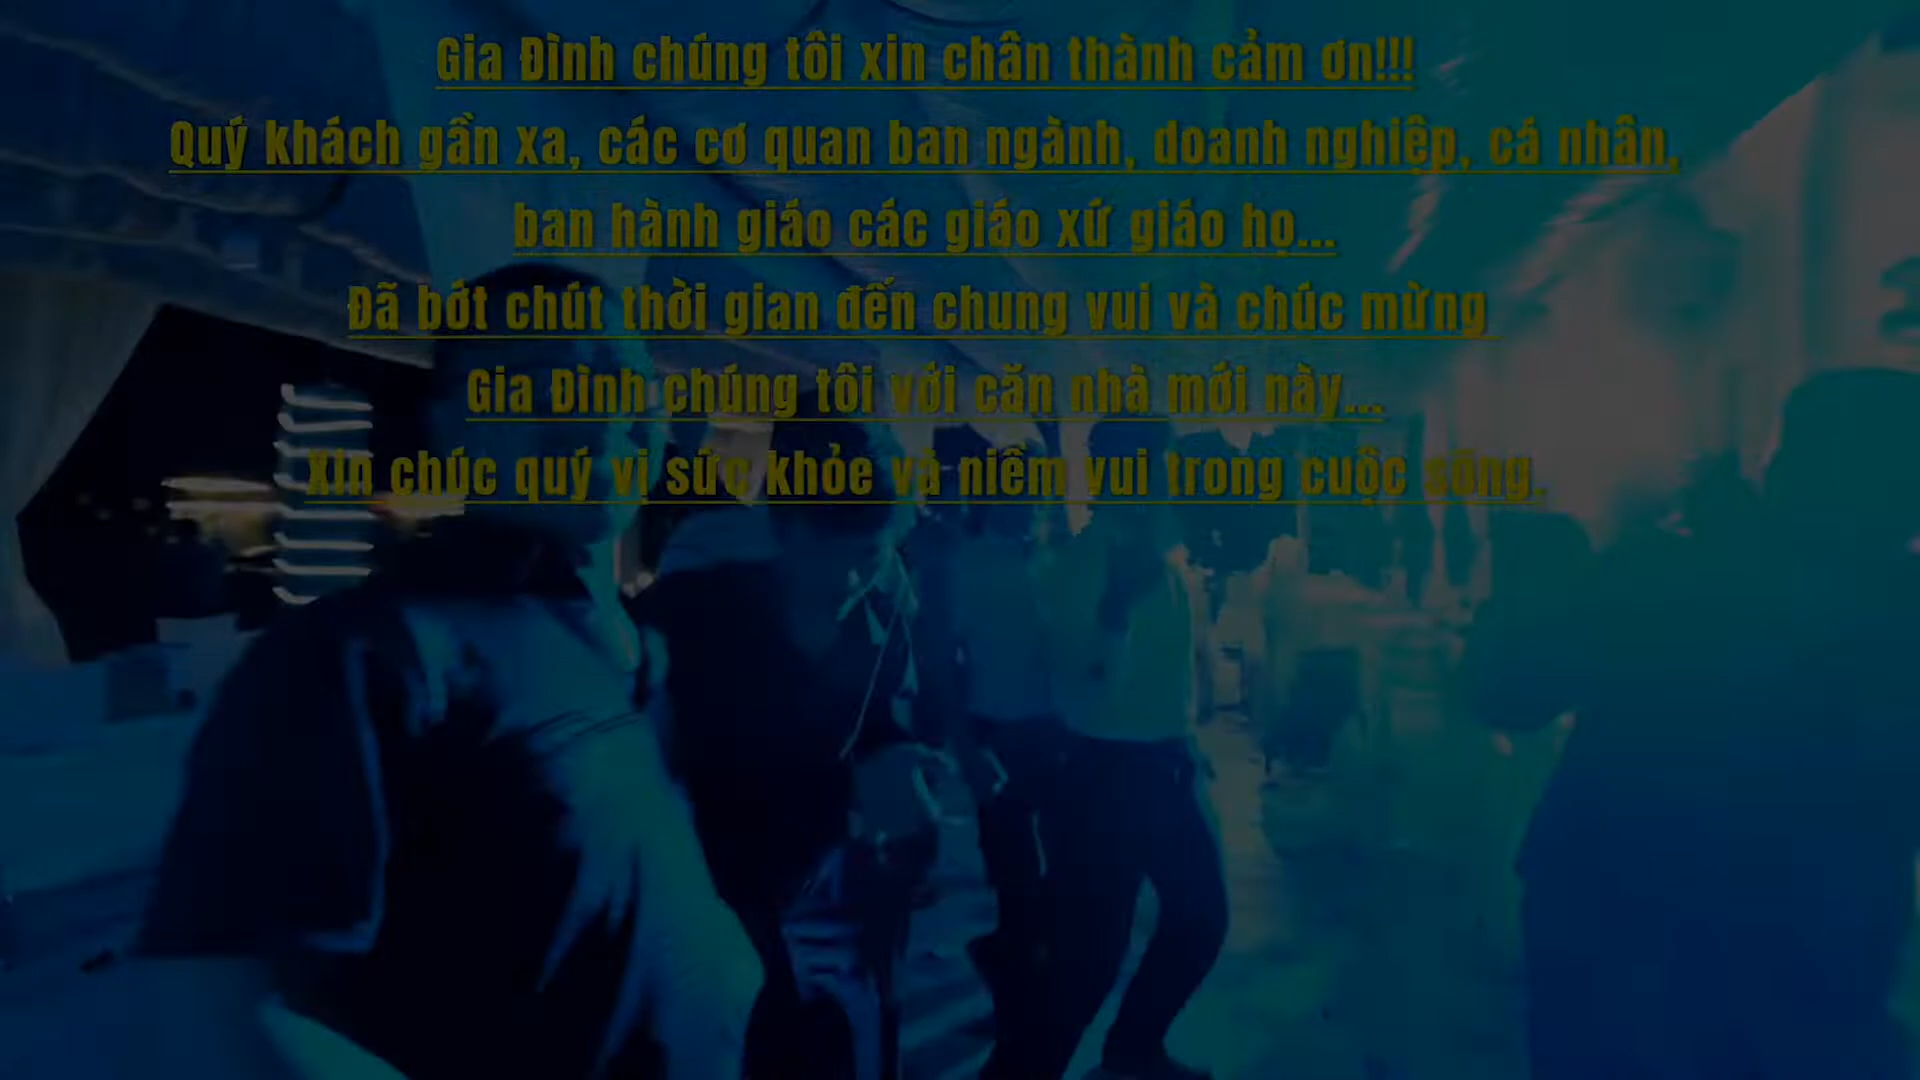 Gia Đình chúng tôi xin chân thành cảm ơn!!!
Quý khách gần xa, các cơ quan ban ngành, doanh nghiệp, cá nhân,
ban hành giáo các giáo xứ giáo họ...
Đã bớt chút thời gian đến chung vui và chúc mừng
Gia Đình chúng tôi với căn nhà mới này...
Xin chúc quý vị sức khỏe và niềm vui trong cuộc sống.